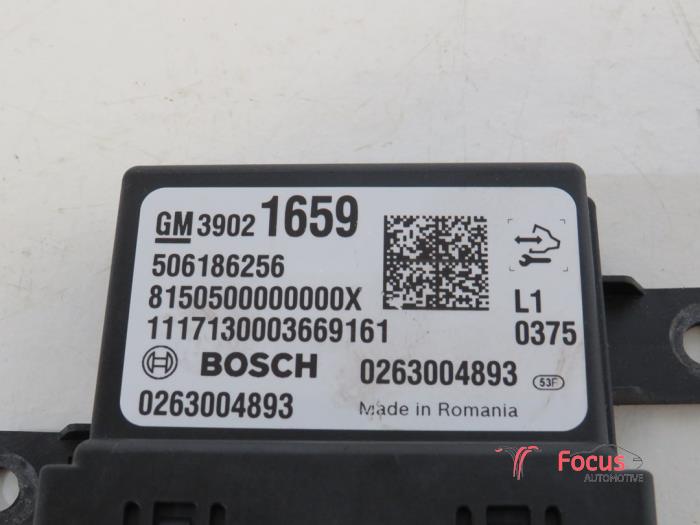 GM 3902 1659
506186256
8150500000000X
1117130003669161
L1
0375
BOSCH 0263004893 53F
0263004893 Made in Romania
Focus
AUTOMOTIVE